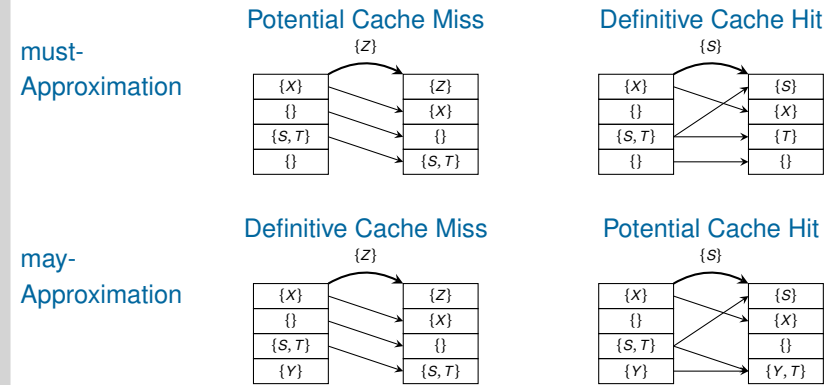 Potential Cache Miss
Definitive Cache Hit
must-
Approximation
{Z}
{X}
{}
{S, T}
{}
{Z}
{X}
{}
{S, T}
{S}
{X}
{}
{S, T}
{}
{S}
{X}
{T}
{}
Definitive Cache Miss
Potential Cache Hit
may-
Approximation
{Z}
{X}
{}
{S, T}
{Y}
{Z}
{X}
{}
{S, T}
{S}
{X}
{}
{S, T}
{Y}
{S}
{X}
{}
{Y, T}